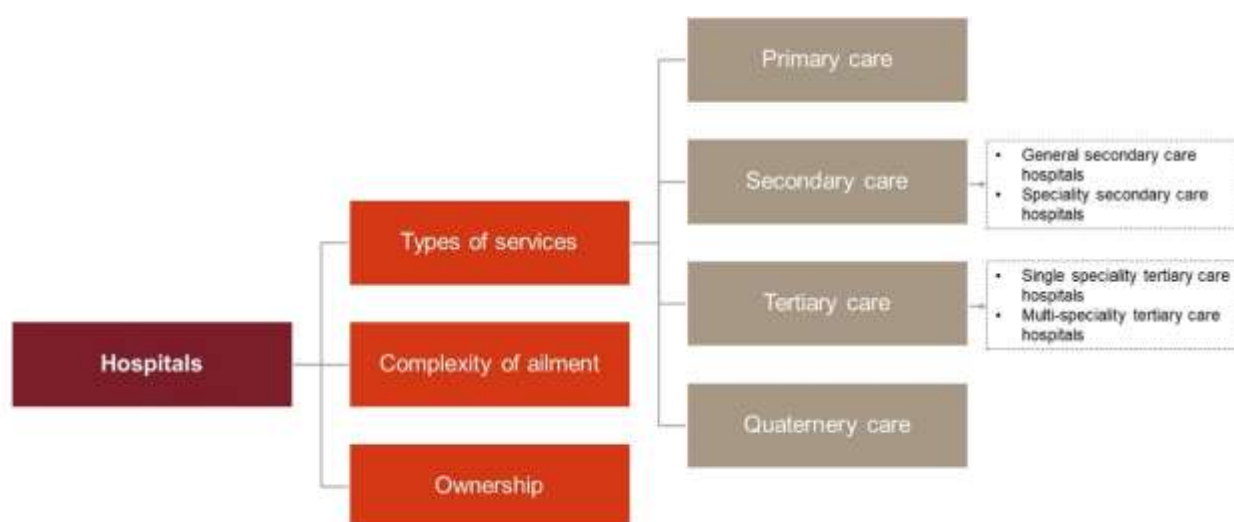 Hospitals
Types of services
Complexity of ailment
Ownership
Primary care
Secondary care
Tertiary care
Quaternery care
• General secondary care
hospitals
• Speciality secondary care
hospitals
• Single speciality tertiary care
hospitals
• Multi-speciality tertiary care
hospitals